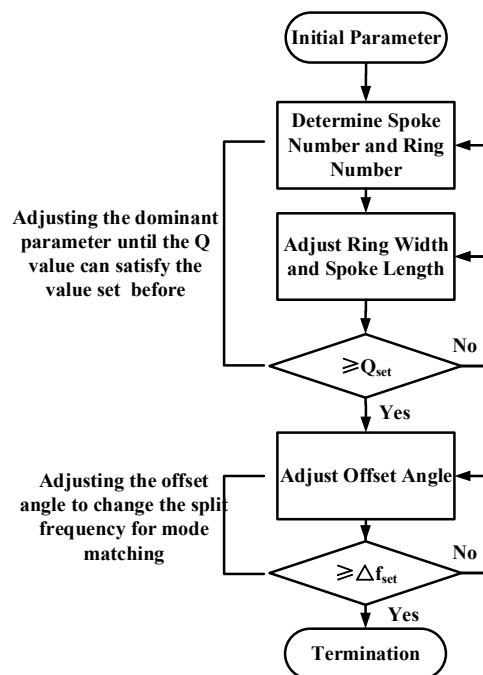 Initial Parameter
Determine Spoke
Number and Ring
Number
Adjusting the dominant
parameter until the Q
value can satisfy the
value set before
Adjust Ring Width
and Spoke Length
No
≥Qset
Yes
Adjust Offset Angle
Adjusting the offset
angle to change the split
frequency for mode
matching
No
≥△fset
Yes
Termination